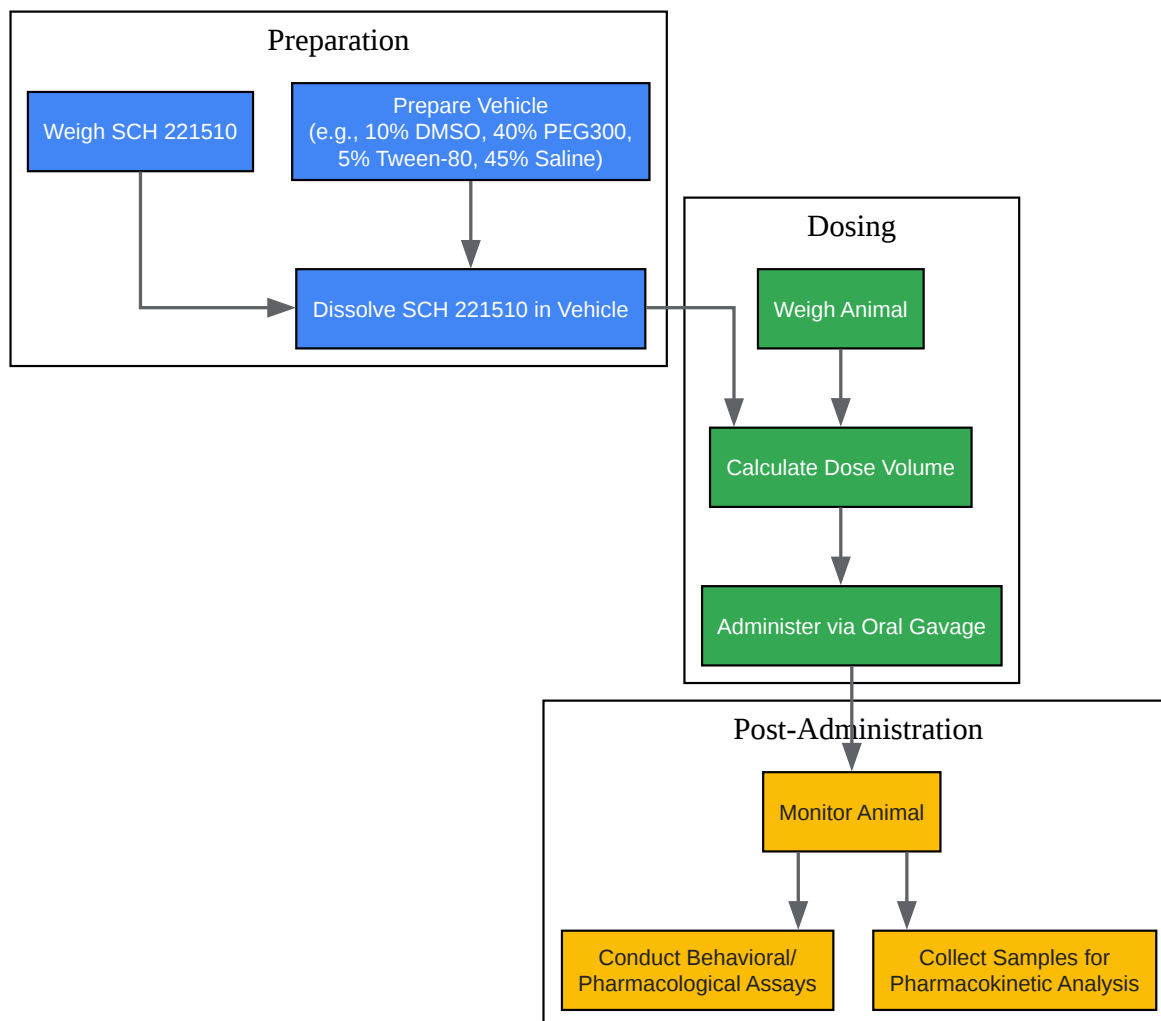 Preparation
Weigh SCH 221510
Prepare Vehicle
(e.g., 10% DMSO, 40% PEG300,
5% Tween-80, 45% Saline)
Dissolve SCH 221510 in Vehicle
Dosing
Weigh Animal
Calculate Dose Volume
Administer via Oral Gavage
Post-Administration
Monitor Animal
Conduct Behavioral/
Pharmacological Assays
Collect Samples for
Pharmacokinetic Analysis